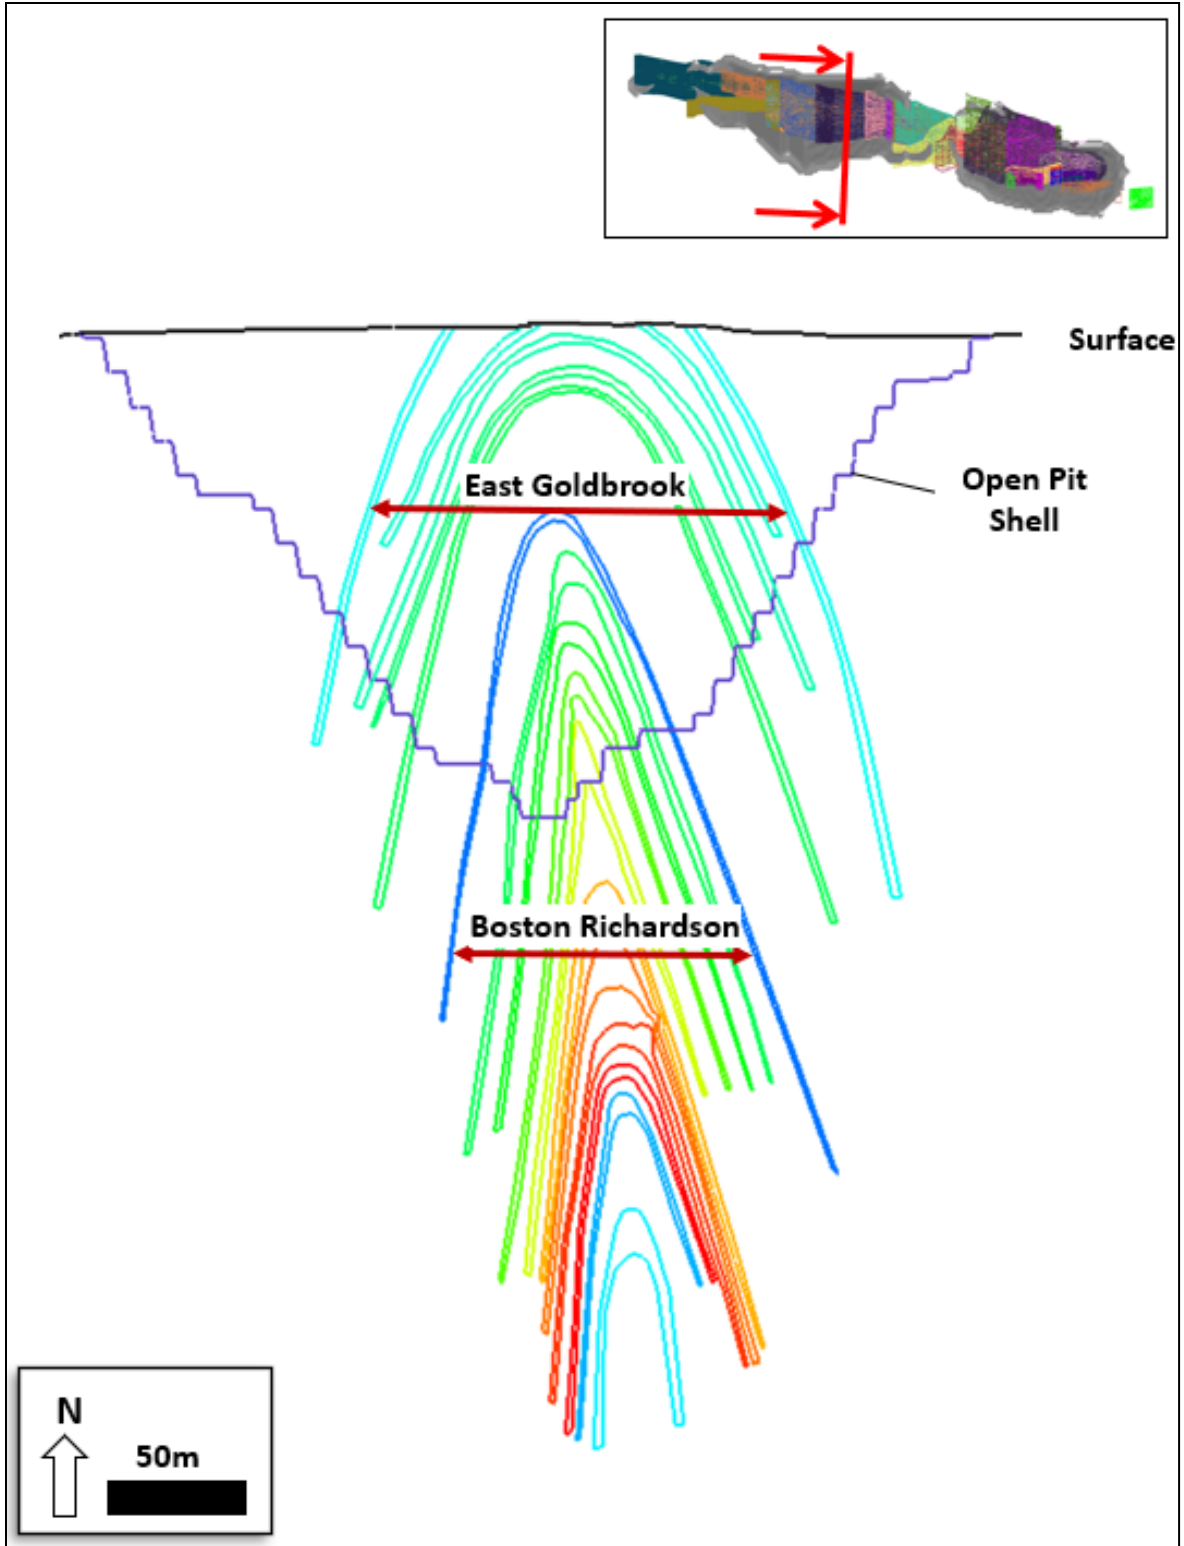 Surface
East Goldbrook
Open Pit
Shell
Boston Richardson
N
50m